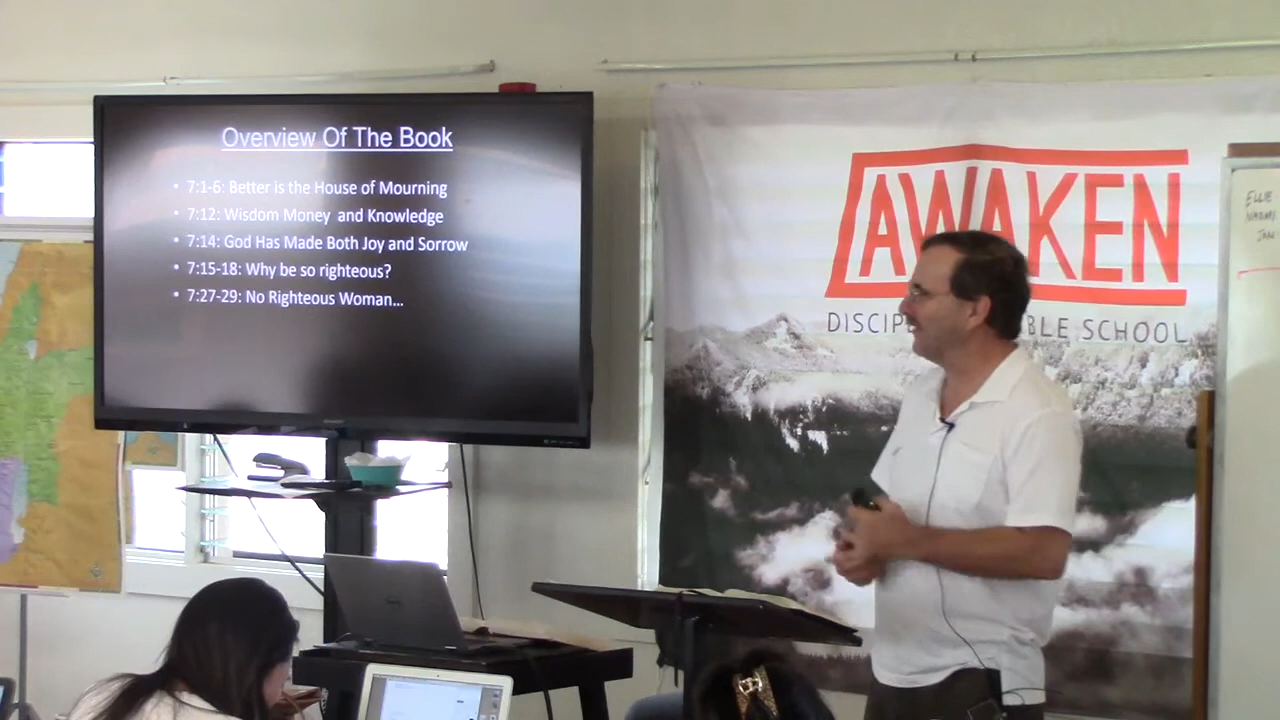 Overview Of The Book
• 7:1-6: Better is the House of Mourning
• 7:12: Wisdom Money and Knowledge
• 7:14: God Has Made Both Joy and Sorrow
• 7:15-18: Why be so righteous?
• 7:27-29: No Righteous Woman...
AWAKEN
SCHOOL
ELLIE